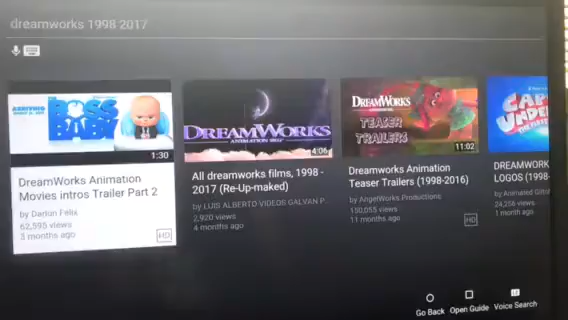 dreamworks 1998 2017
BOSS
BABY
1:30
DreamWorks Animation
Movies intros Trailer Part 2
by Darion Felix
62,595 views
3 months ago
HD
DREAMWORKS
4:06
All dreamworks films, 1998 -
2017 (Re-Up-maked)
by LUIS ALBERTO VIDEOS GALVAN P
2,920 views
4 months ago
DREAMWORKS
TEASER
TRAILERS
11:02
Dreamworks Animation
Teaser Trailers (1998-2016)
by AngelWorks Productions
11 months ago
HD
CAP
UNDE
THE FIRST
DREAMWORK
LOGOS (1998-
by Animated
24,256 views
1 month ago
Go Back
Open Guide
Voice Search